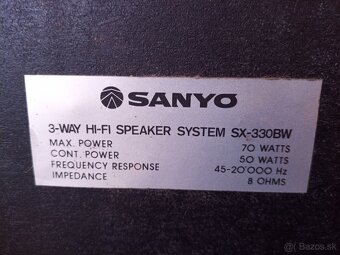 SANYO
3-WAY HI-FI SPEAKER SYSTEM SX-330BW
MAX. POWER 70 WATTS
CONT. POWER 50 WATTS
FREQUENCY RESPONSE 45-20'000 Hz
IMPEDANCE 8 OHMS
© Bazos.sk